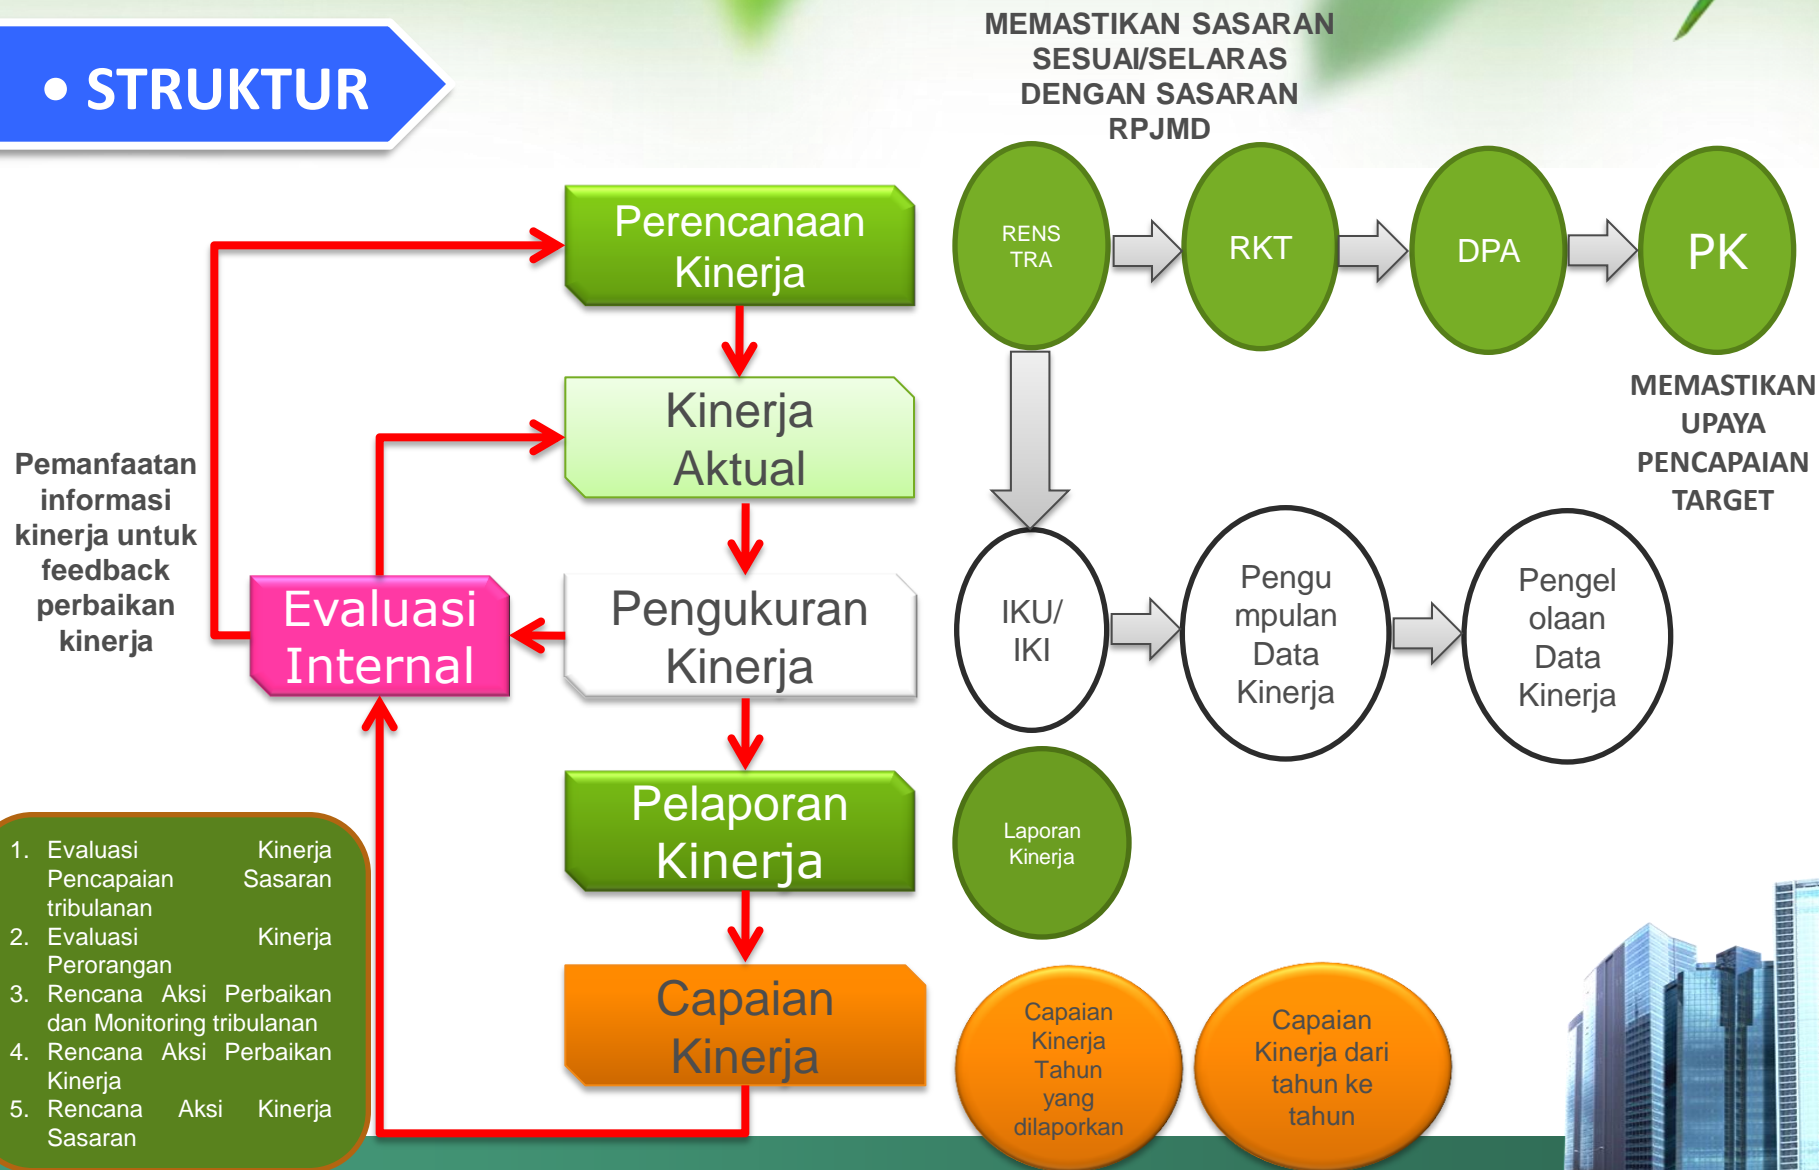 • STRUKTUR
MEMASTIKAN SASARAN
SESUAI/SELARAS
DENGAN SASARAN
RPJMD
Perencanaan
Kinerja
RENS
TRA
RKT
DPA
PK
MEMASTIKAN
UPAYA
PENCAPAIAN
TARGET
Kinerja
Aktual
Pemanfaatan
informasi
kinerja untuk
feedback
perbaikan
kinerja
Evaluasi
Internal
Pengukuran
Kinerja
IKU/
IKI
Pengu
mpulan
Data
Kinerja
Pengel
olaan
Data
Kinerja
Pelaporan
Kinerja
Laporan
Kinerja
1. Evaluasi Kinerja
Pencapaian Sasaran
tribulanan
2. Evaluasi Kinerja
Perorangan
3. Rencana Aksi Perbaikan
dan Monitoring tribulanan
4. Rencana Aksi Perbaikan
Kinerja
5. Rencana Aksi Kinerja
Sasaran
Capaian
Kinerja
Capaian
Kinerja
Tahun
yang
dilaporkan
Capaian
Kinerja dari
tahun ke
tahun